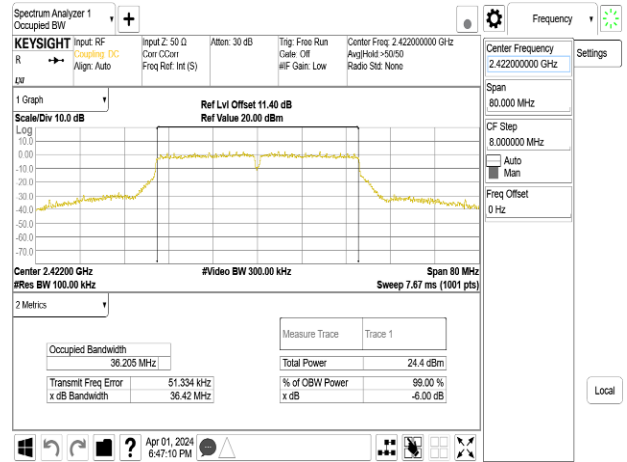 Spectrum Analyzer 1
Occupied BW
+
Frequency
KEYSIGHT
R
LXI
Input: RF
Coupling: DC
Align: Auto
Input Z: 50 Ω
Corr CCorr
Freq Ref: Int (S)
Atten: 30 dB
Trig: Free Run
Gate: Off
#IF Gain: Low
Center Freq: 2.422000000 GHz
Avg|Hold:>50/50
Radio Std: None
Center Frequency
2.422000000 GHz
Settings
Span
80.000 MHz
CF Step
8.000000 MHz
Auto
Man
Freq Offset
0 Hz
1 Graph
Ref Lvl Offset 11.40 dB
Scale/Div 10.0 dB
Ref Value 20.00 dBm
Log
10.0
0.00
-10.0
-20.0
-30.0
-40.0
-50.0
-60.0
-70.0
Center 2.42200 GHz
#Video BW 300.00 kHz
Span 80 MHz
#Res BW 100.00 kHz
Sweep 7.67 ms (1001 pts)
2 Metrics
Measure Trace
Trace 1
Occupied Bandwidth
36.205 MHz
Total Power
24.4 dBm
Transmit Freq Error
51.334 kHz
% of OBW Power
99.00 %
x dB Bandwidth
36.42 MHz
x dB
-6.00 dB
Local
?
Apr 01, 2024
6:47:10 PM